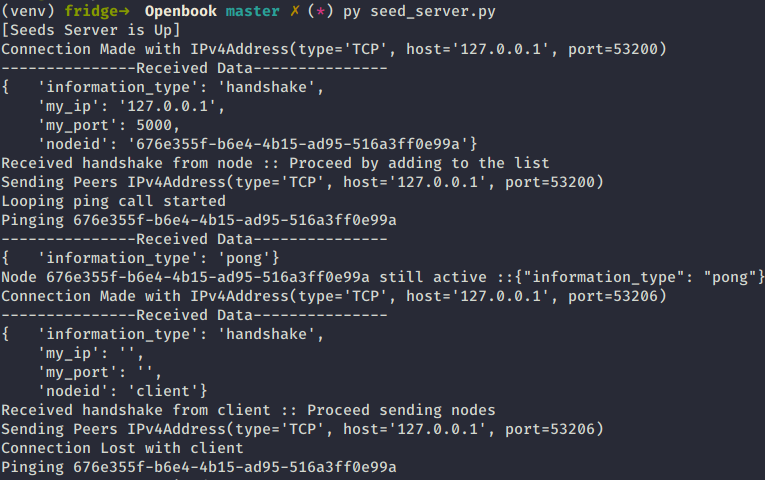 (venv) fridge→ Openbook master ✗ (*) py seed_server.py
[Seeds Server is Up]
Connection Made with IPv4Address(type='TCP', host='127.0.0.1', port=53200)
---------------Received Data---------------
{   'information_type': 'handshake',
    'my_ip': '127.0.0.1',
    'my_port': 5000,
    'nodeid': '676e355f-b6e4-4b15-ad95-516a3ff0e99a'}
Received handshake from node :: Proceed by adding to the list
Sending Peers IPv4Address(type='TCP', host='127.0.0.1', port=53200)
Looping ping call started
Pinging 676e355f-b6e4-4b15-ad95-516a3ff0e99a
---------------Received Data---------------
{   'information_type': 'pong'}
Node 676e355f-b6e4-4b15-ad95-516a3ff0e99a still active ::{"information_type": "pong"}
Connection Made with IPv4Address(type='TCP', host='127.0.0.1', port=53206)
---------------Received Data---------------
{   'information_type': 'handshake',
    'my_ip': '',
    'my_port': '',
    'nodeid': 'client'}
Received handshake from client :: Proceed sending nodes
Sending Peers IPv4Address(type='TCP', host='127.0.0.1', port=53206)
Connection Lost with client
Pinging 676e355f-b6e4-4b15-ad95-516a3ff0e99a